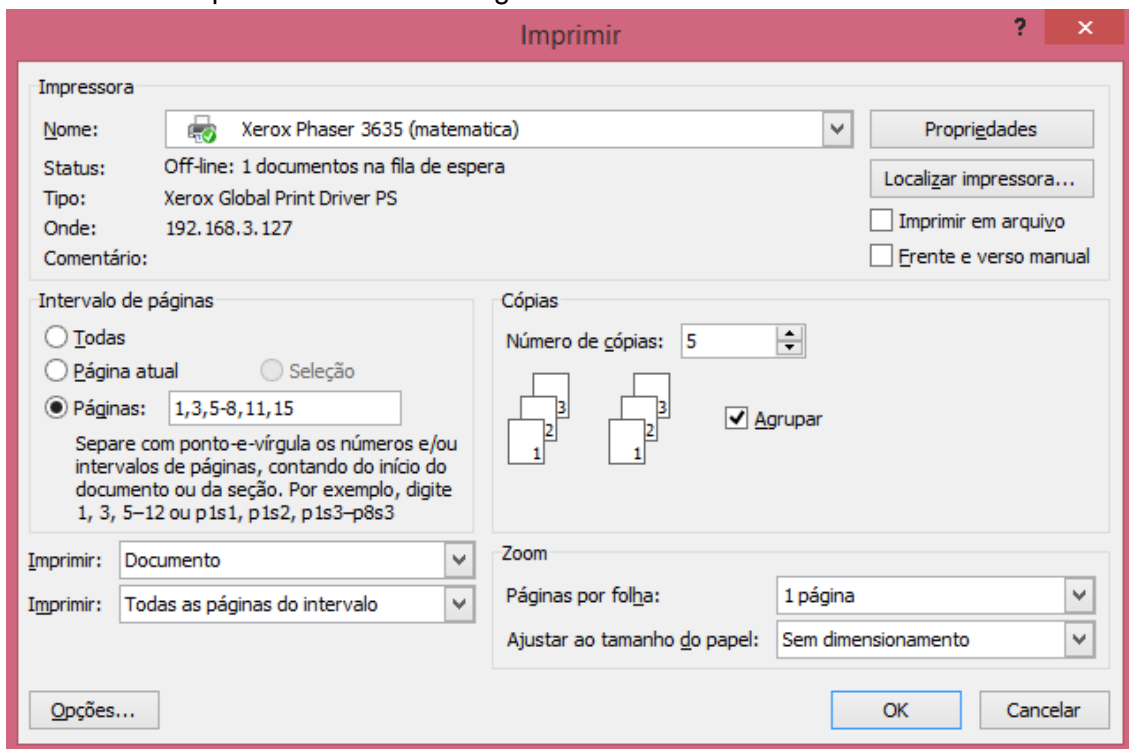 Imprimir ? ×
Impressora
Nome: Xerox Phaser 3635 (matematica) Propriedades
Status: Off-line: 1 documentos na fila de espera
Localizar impressora...
Tipo: Xerox Global Print Driver PS
Onde: 192.168.3.127
Imprimir em arquivo
Comentário:
Frente e verso manual
Intervalo de páginas
Todas
Página atual Seleção
Páginas: 1,3,5-8,11,15
Separe com ponto-e-vírgula os números e/ou
intervalos de páginas, contando do início do
documento ou da seção. Por exemplo, digite
1, 3, 5–12 ou p1s1, p1s2, p1s3–p8s3
Cópias
Número de cópias: 5
1 2 3 1 2 3
Agrupar
Imprimir: Documento
Imprimir: Todas as páginas do intervalo
Zoom
Páginas por folha: 1 página
Ajustar ao tamanho do papel: Sem dimensionamento
Opções... OK Cancelar